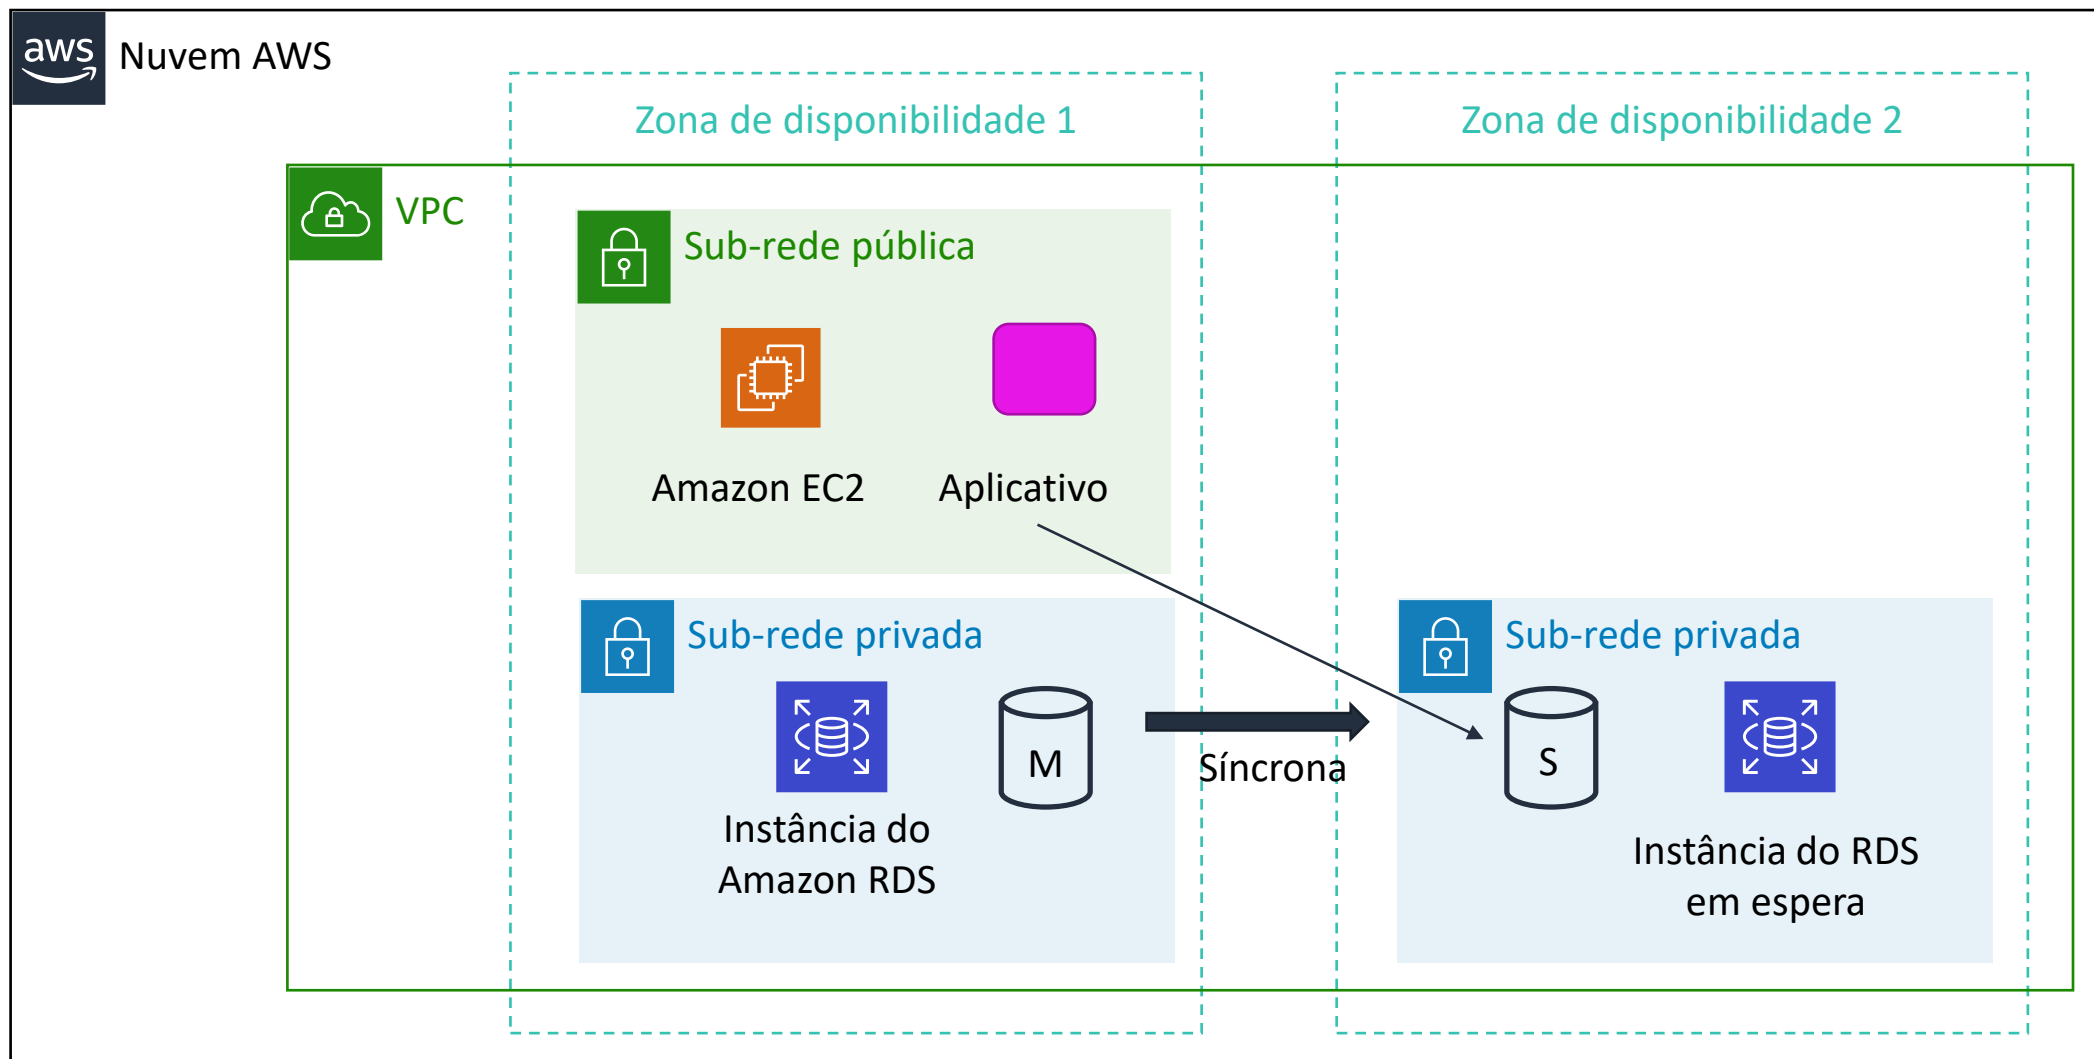 aws
Nuvem AWS
Zona de disponibilidade 1
Zona de disponibilidade 2
VPC
Sub-rede pública
Amazon EC2
Aplicativo
Sub-rede privada
Sub-rede privada
M
Síncrona
S
Instância do
Amazon RDS
Instância do RDS
em espera